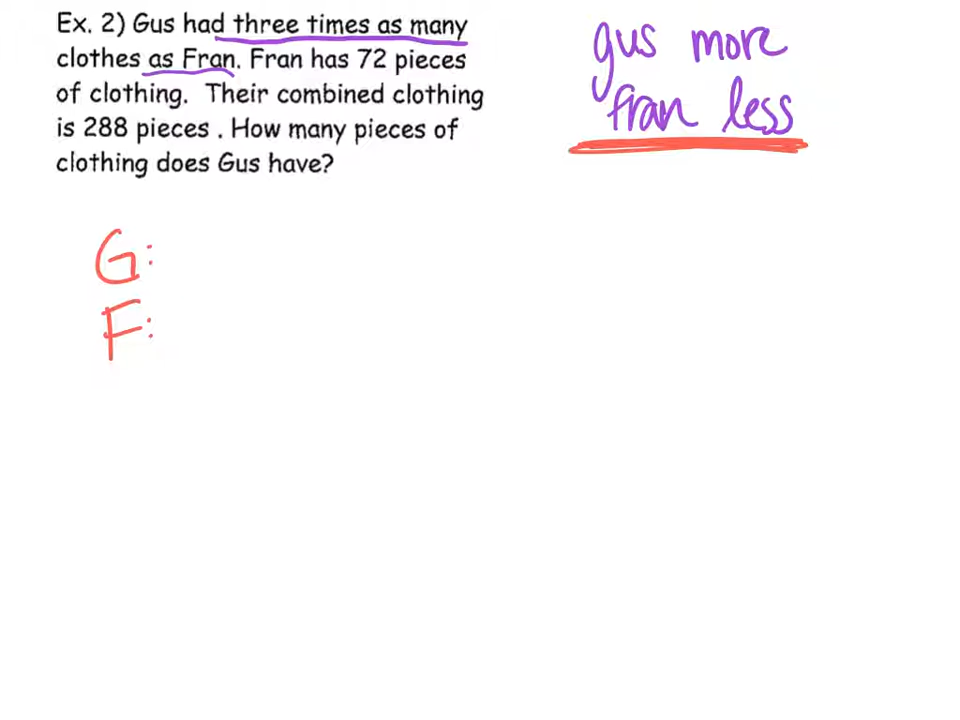 Ex. 2) Gus had three times as many
clothes as Fran. Fran has 72 pieces
of clothing.  Their combined clothing
is 288 pieces . How many pieces of
clothing does Gus have?
gus more
fran less
G:
F: